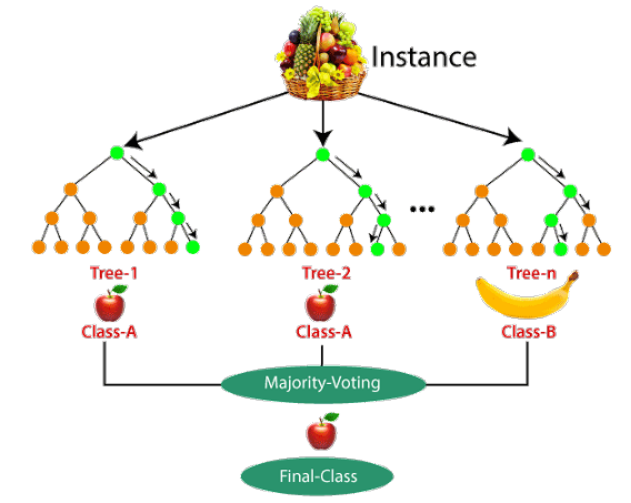 Instance
...
Tree-1
Tree-2
Tree-n
Class-A
Class-A
Class-B
Majority-Voting
Final-Class